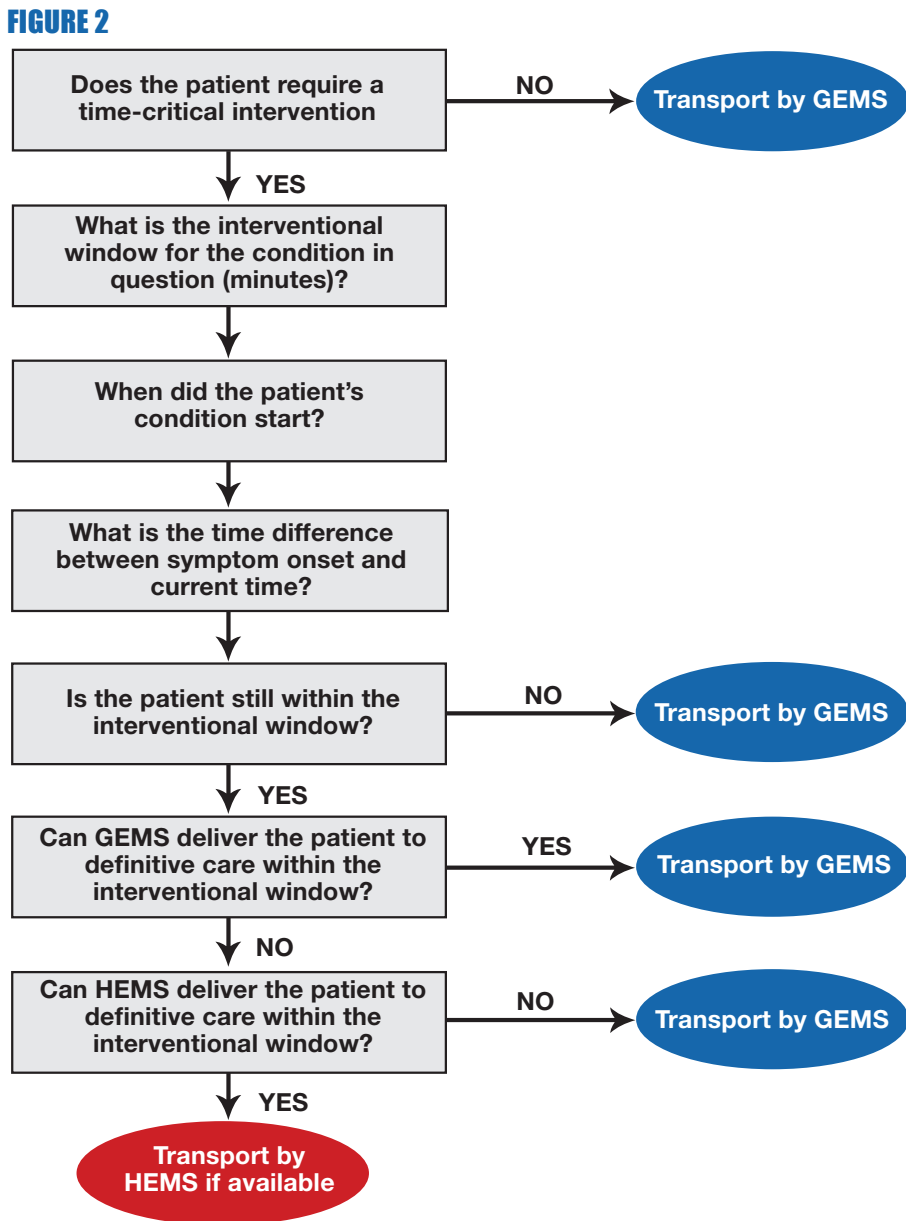 FIGURE 2
Does the patient require a
time-critical intervention
NO
Transport by GEMS
YES
What is the interventional
window for the condition in
question (minutes)?
When did the patient's
condition start?
What is the time difference
between symptom onset and
current time?
Is the patient still within the
interventional window?
NO
Transport by GEMS
YES
Can GEMS deliver the patient to
definitive care within the
interventional window?
YES
Transport by GEMS
NO
Can HEMS deliver the patient to
definitive care within the
interventional window?
NO
Transport by GEMS
YES
Transport by
HEMS if available